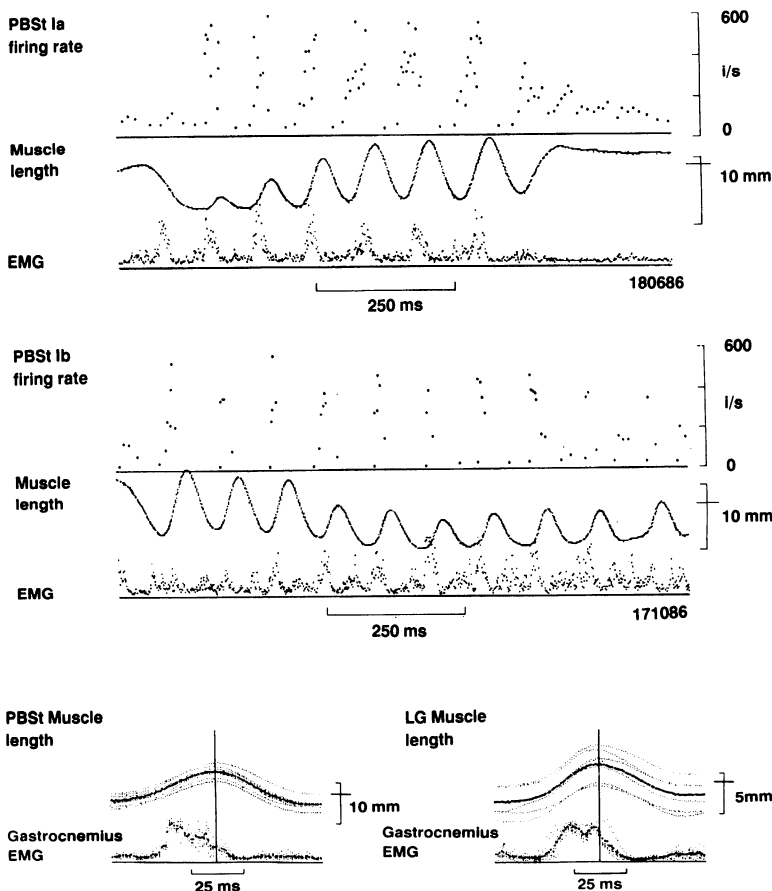 PBSt Ia
firing rate
600
i/s
0
Muscle
length
10 mm
EMG
180686
250 ms
PBSt Ib
firing rate
600
i/s
0
Muscle
length
10 mm
EMG
171086
250 ms
PBSt Muscle
length
10 mm
Gastrocnemius
EMG
25 ms
LG Muscle
length
5mm
Gastrocnemius
EMG
25 ms